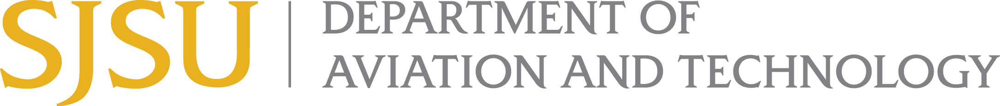 SJSU
DEPARTMENT OF
AVIATION AND TECHNOLOGY